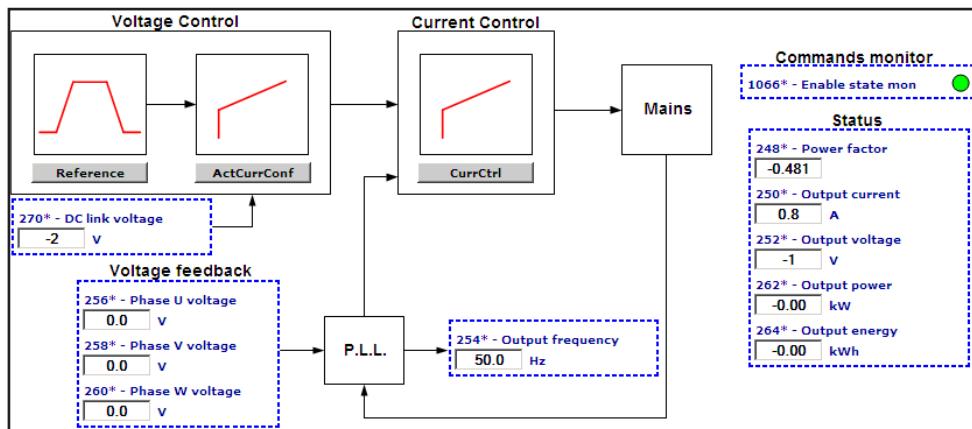 Voltage Control
Current Control
Reference
ActCurrConf
CurrCtrl
Mains
270* - DC link voltage
-2 V
Voltage feedback
256* - Phase U voltage
0.0 V
258* - Phase V voltage
0.0 V
260* - Phase W voltage
0.0 V
P.L.L.
254* - Output frequency
50.0 Hz
Commands monitor
1066* - Enable state mon
Status
248* - Power factor
-0.481
250* - Output current
0.8 A
252* - Output voltage
-1 V
262* - Output power
-0.00 kW
264* - Output energy
-0.00 kWh